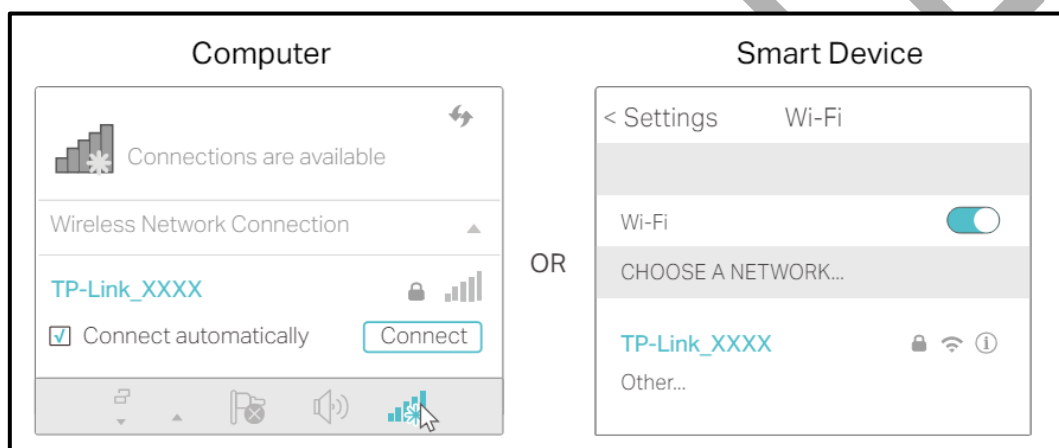 Computer
Connections are available
Wireless Network Connection
TP-Link_XXXX
Connect automatically
Connect
OR
Smart Device
< Settings
Wi-Fi
Wi-Fi
CHOOSE A NETWORK...
TP-Link_XXXX
Other...